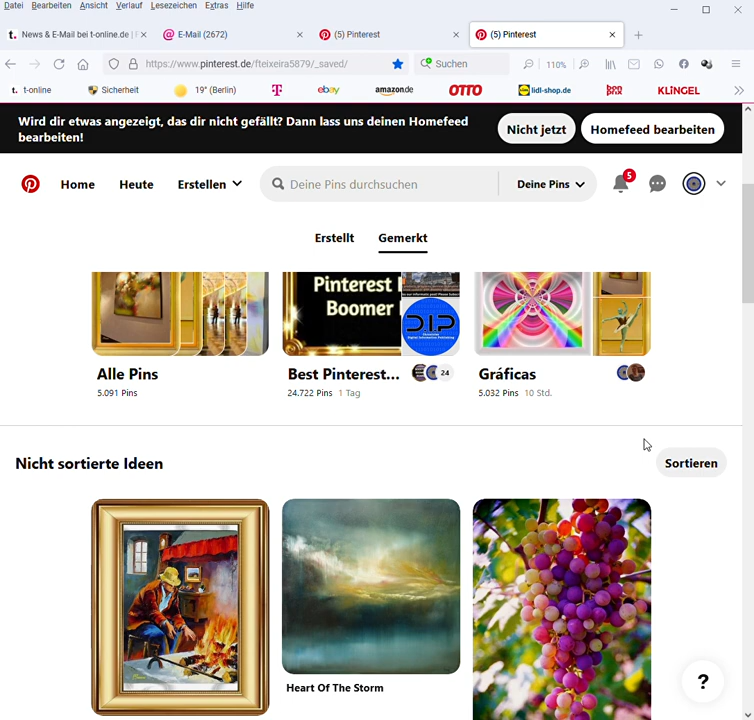 Datei Bearbeiten Ansicht Verlauf Lesezeichen Extras Hilfe
t. News & E-Mail bei t-online.de | E-Mail (2672) (5) Pinterest (5) Pinterest
https://www.pinterest.de/fteixeira5879/_saved/ Suchen 110%
t. t-online Sicherheit 19° (Berlin) T ebay amazon.de OTTO lidl-shop.de bon prix KLiNGEL
Wird dir etwas angezeigt, das dir nicht gefällt? Dann lass uns deinen Homefeed
bearbeiten!
Nicht jetzt Homefeed bearbeiten
Home Heute Erstellen Deine Pins durchsuchen Deine Pins 5
Erstellt Gemerkt
Pinterest
Boomer
DIP
Digital Information Publishing
Alle Pins Best Pinterest... 24 Gráficas
5.091 Pins 24.722 Pins 1 Tag 5.032 Pins 10 Std.
Nicht sortierte Ideen Sortieren
Heart Of The Storm
?